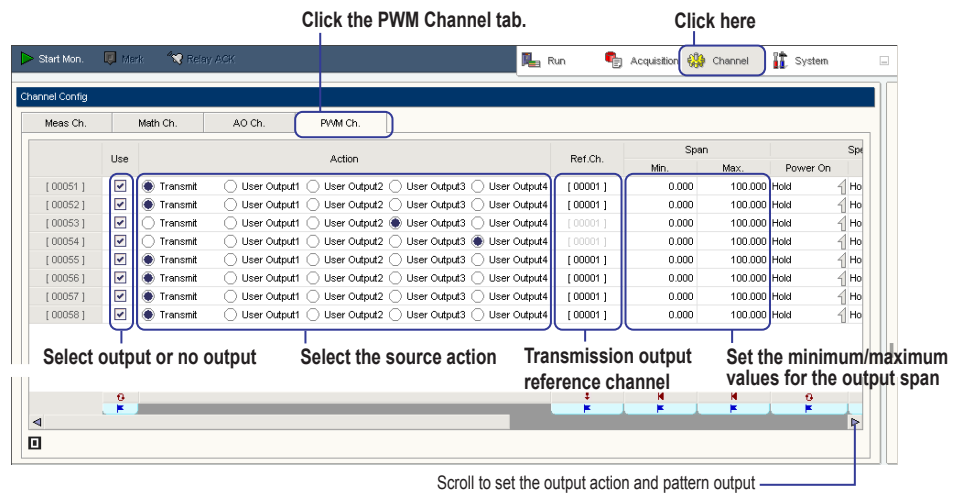 Click the PWM Channel tab.
Click here
Start Mon. Mark Relay ACK Run Acquisition Channel System
Channel Config
Meas Ch. Math Ch. AO Ch. PWM Ch.
Use Action Ref.Ch. Span Spe
Min. Max. Power On
[ 00051 ] Transmit User Output1 User Output2 User Output3 User Output4 [ 00001 ] 0.000 100.000 Hold Ho
[ 00052 ] Transmit User Output1 User Output2 User Output3 User Output4 [ 00001 ] 0.000 100.000 Hold Ho
[ 00053 ] Transmit User Output1 User Output2 User Output3 User Output4 [ 00001 ] 0.000 100.000 Hold Ho
[ 00054 ] Transmit User Output1 User Output2 User Output3 User Output4 [ 00001 ] 0.000 100.000 Hold Ho
[ 00055 ] Transmit User Output1 User Output2 User Output3 User Output4 [ 00001 ] 0.000 100.000 Hold Ho
[ 00056 ] Transmit User Output1 User Output2 User Output3 User Output4 [ 00001 ] 0.000 100.000 Hold Ho
[ 00057 ] Transmit User Output1 User Output2 User Output3 User Output4 [ 00001 ] 0.000 100.000 Hold Ho
[ 00058 ] Transmit User Output1 User Output2 User Output3 User Output4 [ 00001 ] 0.000 100.000 Hold Ho
Select output or no output
Select the source action
Transmission output
reference channel
Set the minimum/maximum
values for the output span
Scroll to set the output action and pattern output